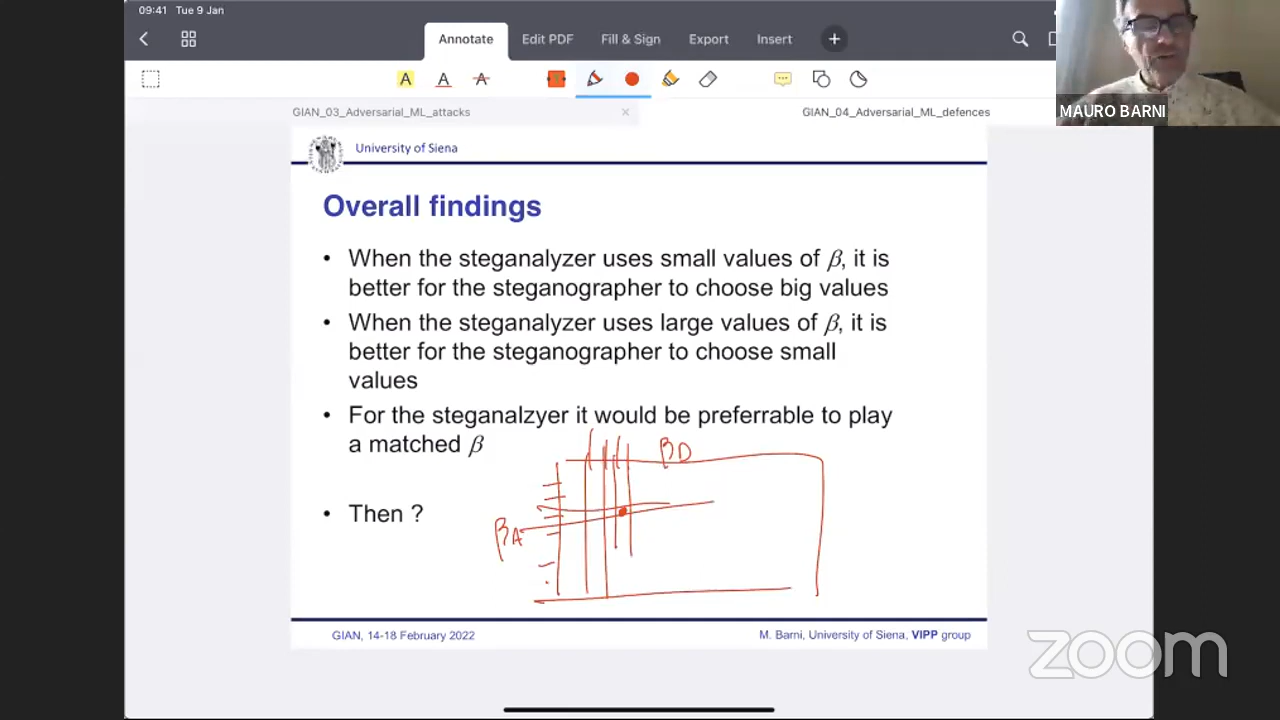 09:41 Tue 9 Jan
Annotate Edit PDF Fill & Sign Export Insert
A A A
MAURO BARNI
GIAN_03_Adversarial_ML_attacks GIAN_04_Adversarial_ML_defences
University of Siena
Overall findings
• When the steganalyzer uses small values of β, it is
better for the steganographer to choose big values
• When the steganalyzer uses large values of β, it is
better for the steganographer to choose small
values
• For the steganalzyer it would be preferrable to play
a matched β
βD
• Then ?
βA
GIAN, 14-18 February 2022 M. Barni, University of Siena, VIPP group
zoom